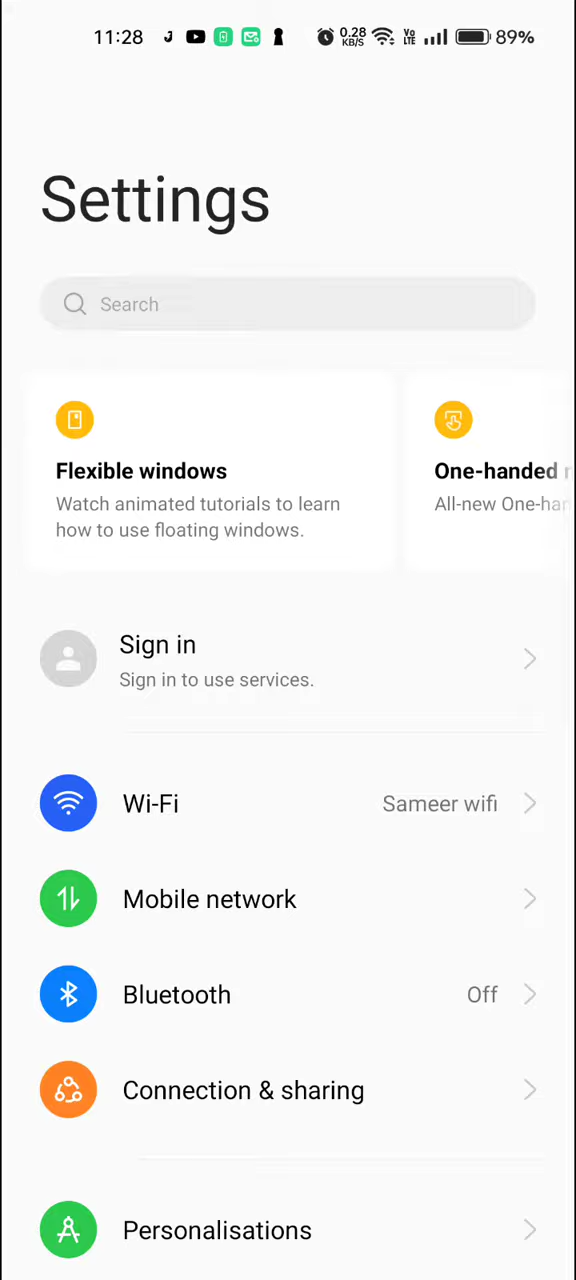 11:28 0.28 KB/S Vo LTE 89%
Settings
Search
Flexible windows
Watch animated tutorials to learn
how to use floating windows.
One-handed
All-new One-han
Sign in
Sign in to use services.
Wi-Fi Sameer wifi
Mobile network
Bluetooth Off
Connection & sharing
Personalisations